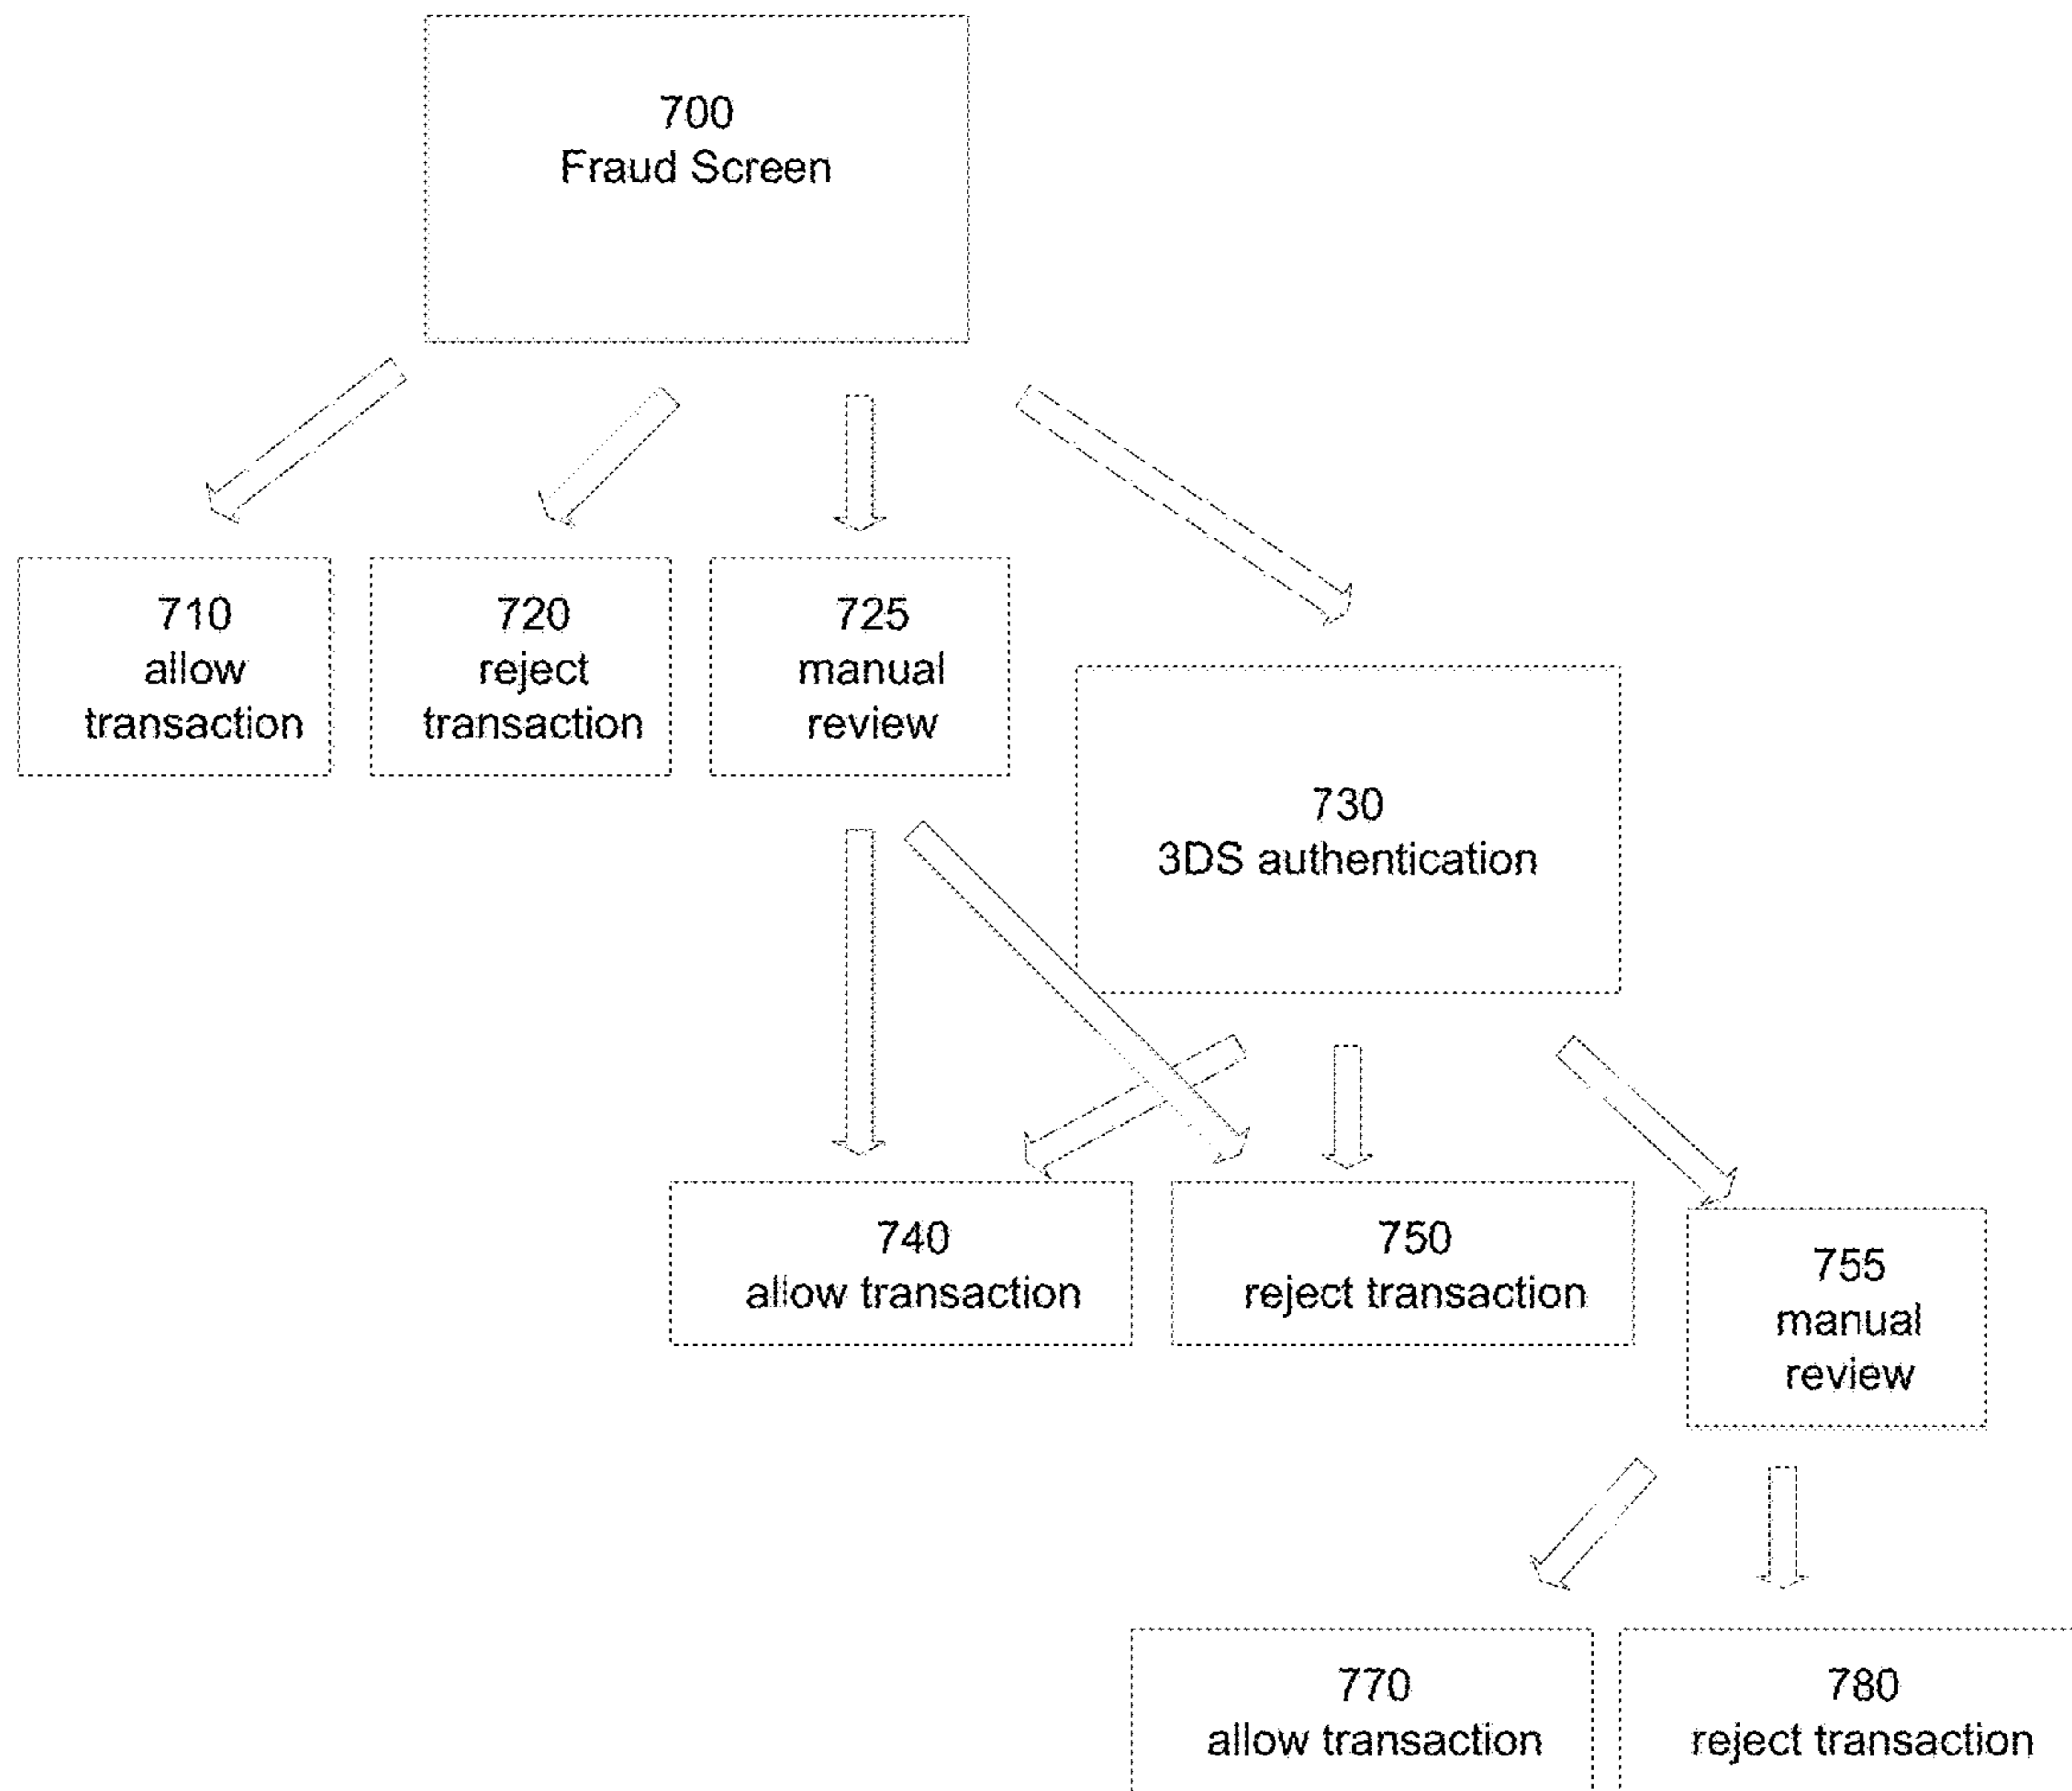 700
Fraud Screen
710
allow
transaction
720
reject
transaction
725
manual
review
730
3DS authentication
740
allow transaction
750
reject transaction
755
manual
review
770
allow transaction
780
reject transaction